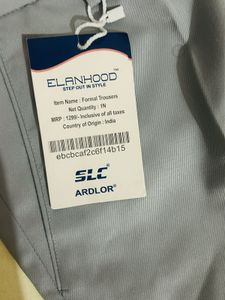 ELANHOOD™
STEP OUT IN STYLE
Item Name : Formal Trousers
Net Quantity : 1N
MRP : 1299/- Inclusive of all taxes
Country of Origin : India
ebcbcaf2c6f14b15
SLC
ARDLOR®